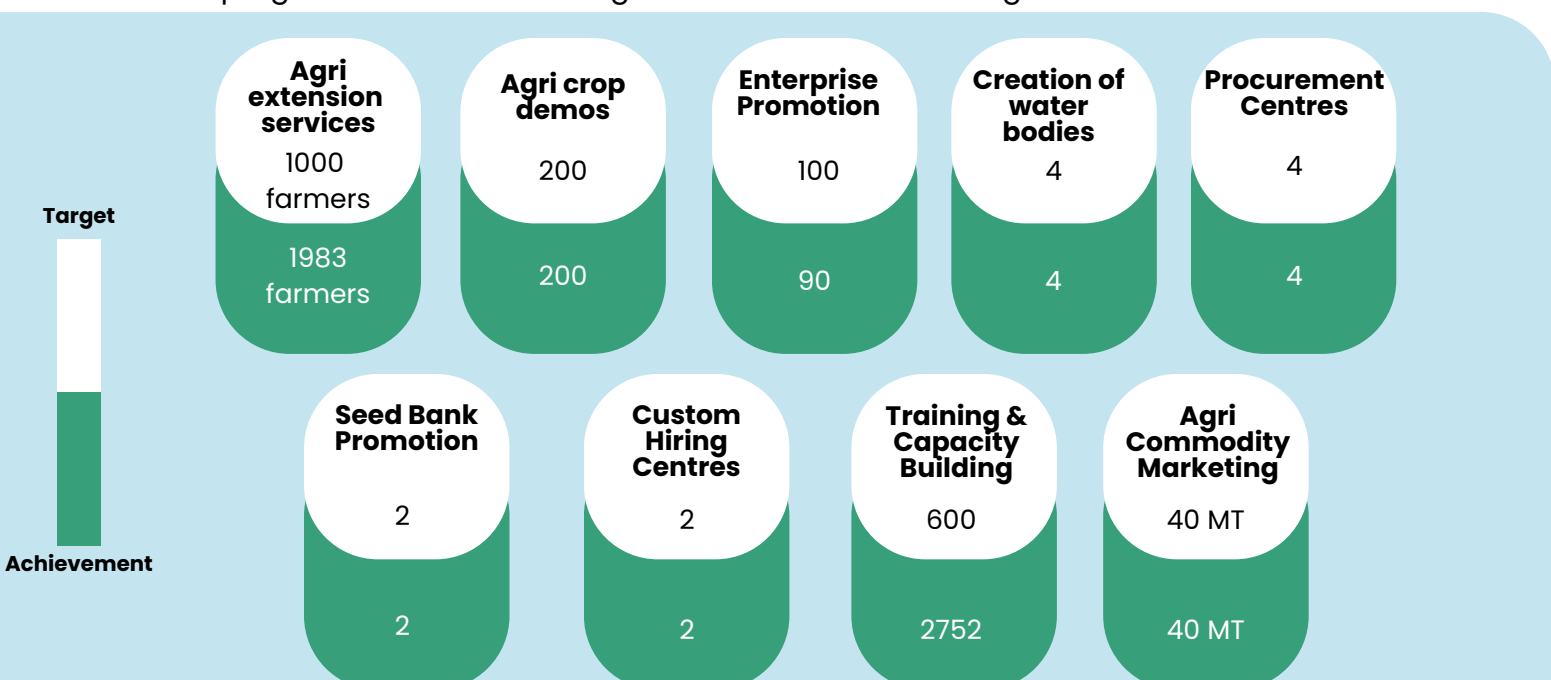 Agri
extension
services
1000
farmers
1983
farmers
Agri crop
demos
200
200
Enterprise
Promotion
100
90
Creation of
water
bodies
4
4
Procurement
Centres
4
4
Target
Achievement
Seed Bank
Promotion
2
2
Custom
Hiring
Centres
2
2
Training &
Capacity
Building
600
2752
Agri
Commodity
Marketing
40 MT
40 MT